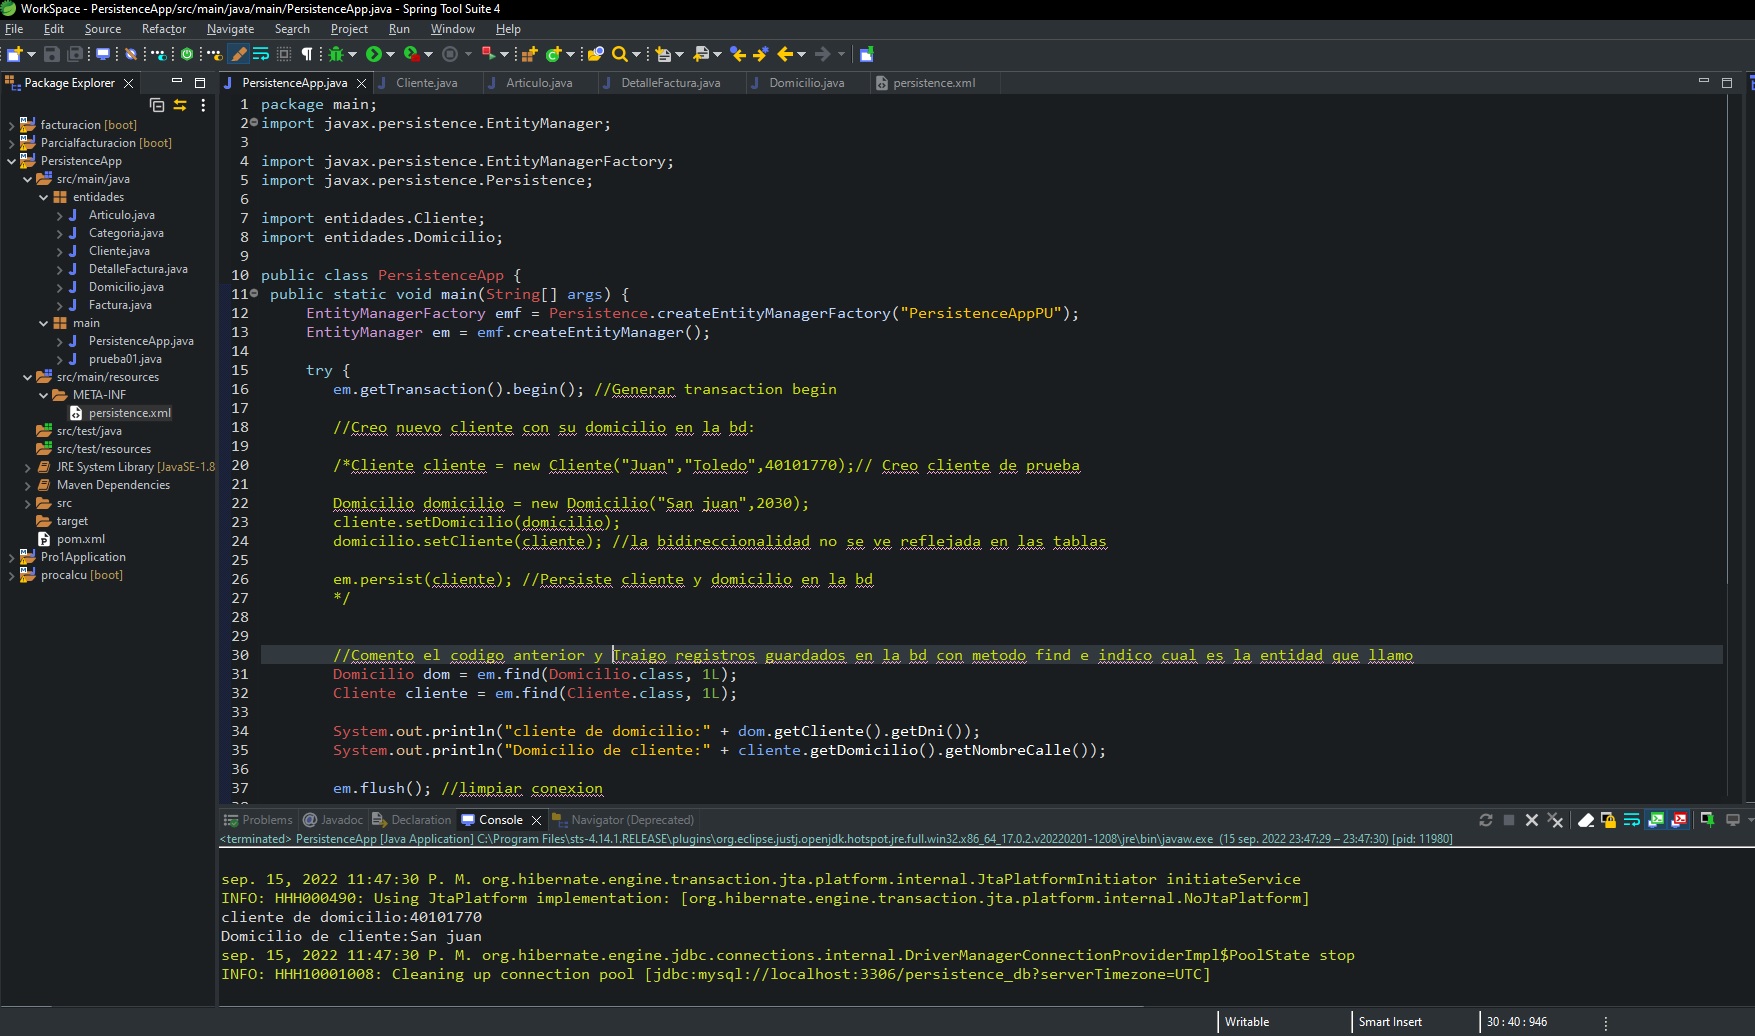 WorkSpace - PersistenceApp/src/main/java/main/PersistenceApp.java - Spring Tool Suite 4
File Edit Source Refactor Navigate Search Project Run Window Help
Package Explorer
facturacion [boot]
Parcialfacturacion [boot]
PersistenceApp
src/main/java
entidades
Articulo.java
Categoria.java
Cliente.java
DetalleFactura.java
Domicilio.java
Factura.java
main
PersistenceApp.java
prueba01.java
src/main/resources
META-INF
persistence.xml
src/test/java
src/test/resources
JRE System Library [JavaSE-1.8
Maven Dependencies
src
target
pom.xml
Pro1Application
procalcu [boot]
PersistenceApp.java Cliente.java Articulo.java DetalleFactura.java Domicilio.java persistence.xml
1 package main;
2 import javax.persistence.EntityManager;
3
4 import javax.persistence.EntityManagerFactory;
5 import javax.persistence.Persistence;
6
7 import entidades.Cliente;
8 import entidades.Domicilio;
9
10 public class PersistenceApp {
11 public static void main(String[] args) {
12 EntityManagerFactory emf = Persistence.createEntityManagerFactory("PersistenceAppPU");
13 EntityManager em = emf.createEntityManager();
14
15 try {
16 em.getTransaction().begin(); //Generar transaction begin
17
18 //Creo nuevo cliente con su domicilio en la bd:
19
20 /*Cliente cliente = new Cliente("Juan","Toledo",40101770);// Creo cliente de prueba
21
22 Domicilio domicilio = new Domicilio("San juan",2030);
23 cliente.setDomicilio(domicilio);
24 domicilio.setCliente(cliente); //la bidireccionalidad no se ve reflejada en las tablas
25
26 em.persist(cliente); //Persiste cliente y domicilio en la bd
27 */
28
29
30 //Comento el codigo anterior y Traigo registros guardados en la bd con metodo find e indico cual es la entidad que llamo
31 Domicilio dom = em.find(Domicilio.class, 1L);
32 Cliente cliente = em.find(Cliente.class, 1L);
33
34 System.out.println("cliente de domicilio:" + dom.getCliente().getDni());
35 System.out.println("Domicilio de cliente:" + cliente.getDomicilio().getNombreCalle());
36
37 em.flush(); //limpiar conexion
Problems Javadoc Declaration Console Navigator (Deprecated)
<terminated> PersistenceApp [Java Application] C:\Program Files\sts-4.14.1.RELEASE\plugins\org.eclipse.justj.openjdk.hotspot.jre.full.win32.x86_64_17.0.2.v20220201-1208\jre\bin\javaw.exe (15 sep. 2022 23:47:29 – 23:47:30) [pid: 11980]
sep. 15, 2022 11:47:30 P. M. org.hibernate.engine.transaction.jta.platform.internal.JtaPlatformInitiator initiateService
INFO: HHH000490: Using JtaPlatform implementation: [org.hibernate.engine.transaction.jta.platform.internal.NoJtaPlatform]
cliente de domicilio:40101770
Domicilio de cliente:San juan
sep. 15, 2022 11:47:30 P. M. org.hibernate.engine.jdbc.connections.internal.DriverManagerConnectionProviderImpl$PoolState stop
INFO: HHH10001008: Cleaning up connection pool [jdbc:mysql://localhost:3306/persistence_db?serverTimezone=UTC]
Writable Smart Insert 30 : 40 : 946